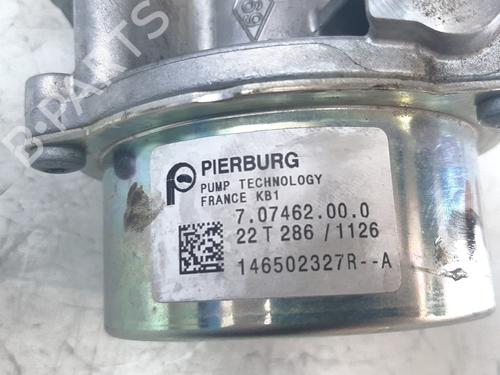 PIERBURG
PUMP TECHNOLOGY
FRANCE KB1
7.07462.00.0
22 T 286 / 1126
146502327R--A
B-PARTS